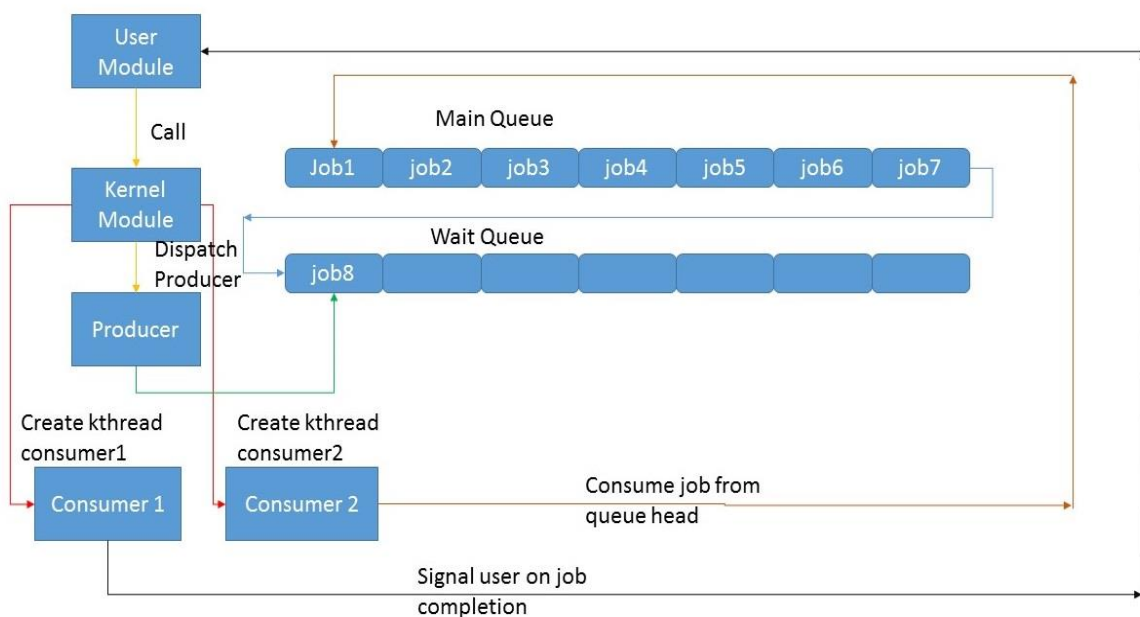 User
Module
Call
Main Queue
Job1 job2 job3 job4 job5 job6 job7
Kernel
Module
Wait Queue
Dispatch
Producer
job8
Producer
Create kthread
consumer1
Create kthread
consumer2
Consumer 1
Consumer 2
Consume job from
queue head
Signal user on job
completion